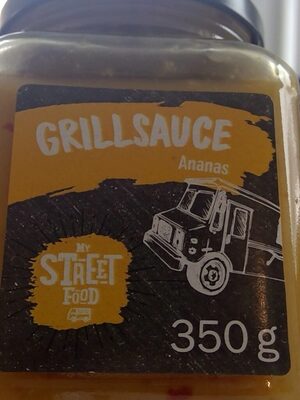 GRILLSAUCE
Ananas
MY
STREET
FOOD
350 g